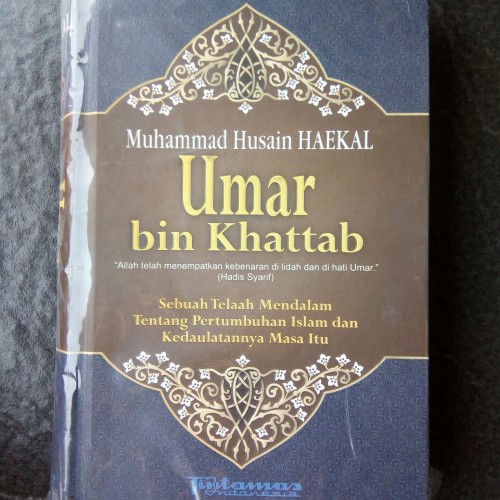 Muhammad Husain HAEKAL
Umar
bin Khattab
“Allah telah menempatkan kebenaran di lidah dan di hati Umar.”
(Hadis Syarif)
Sebuah Telaah Mendalam
Tentang Pertumbuhan Islam dan
Kedaulatannya Masa Itu
Tintamas
Indonesia